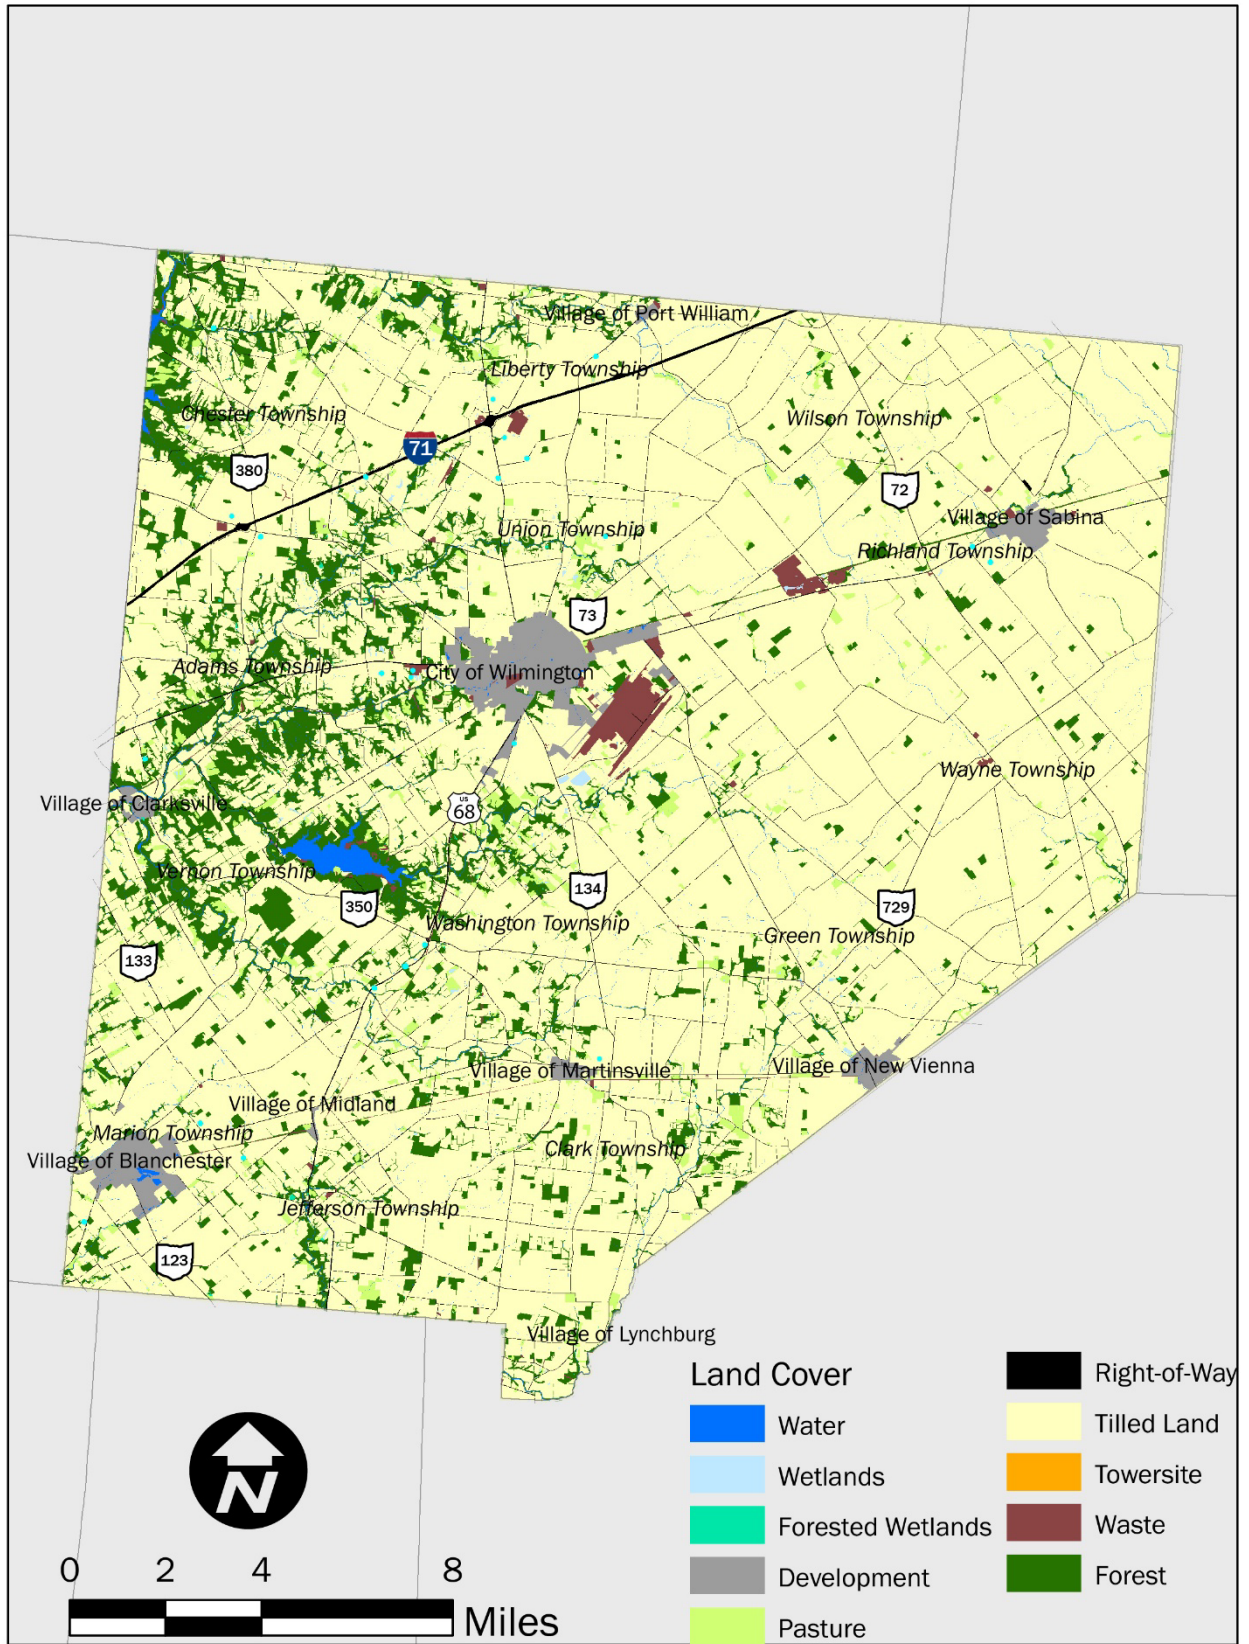 Village of Port William
Liberty Township
Chester Township
Wilson Township
71
380
72
Village of Sabina
Union Township
Richland Township
73
Adams Township
City of Wilmington
Wayne Township
Village of Clarksville
US
68
Vernon Township
134
350
729
Washington Township
Green Township
133
Village of Martinsville
Village of New Vienna
Village of Midland
Marion Township
Clark Township
Village of Blanchester
Jefferson Township
123
Village of Lynchburg
Land Cover
Water
Wetlands
Forested Wetlands
Development
Pasture
Right-of-Way
Tilled Land
Towersite
Waste
Forest
N
0 2 4 8
Miles